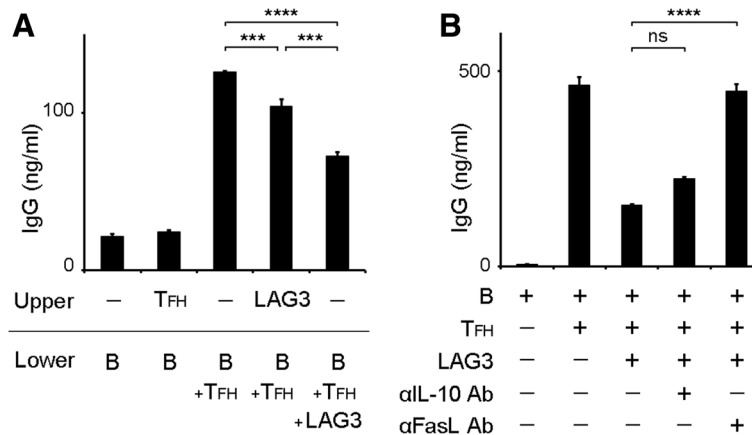 A
****
*** ***
IgG (ng/ml)
100
0
Upper – TFH – LAG3 –
Lower B B B B B
+TFH +TFH +TFH
+LAG3
B
****
ns
IgG (ng/ml)
500
0
B + + + + +
TFH – + + + +
LAG3 – – + + +
αIL-10 Ab – – – + –
αFasL Ab – – – – +